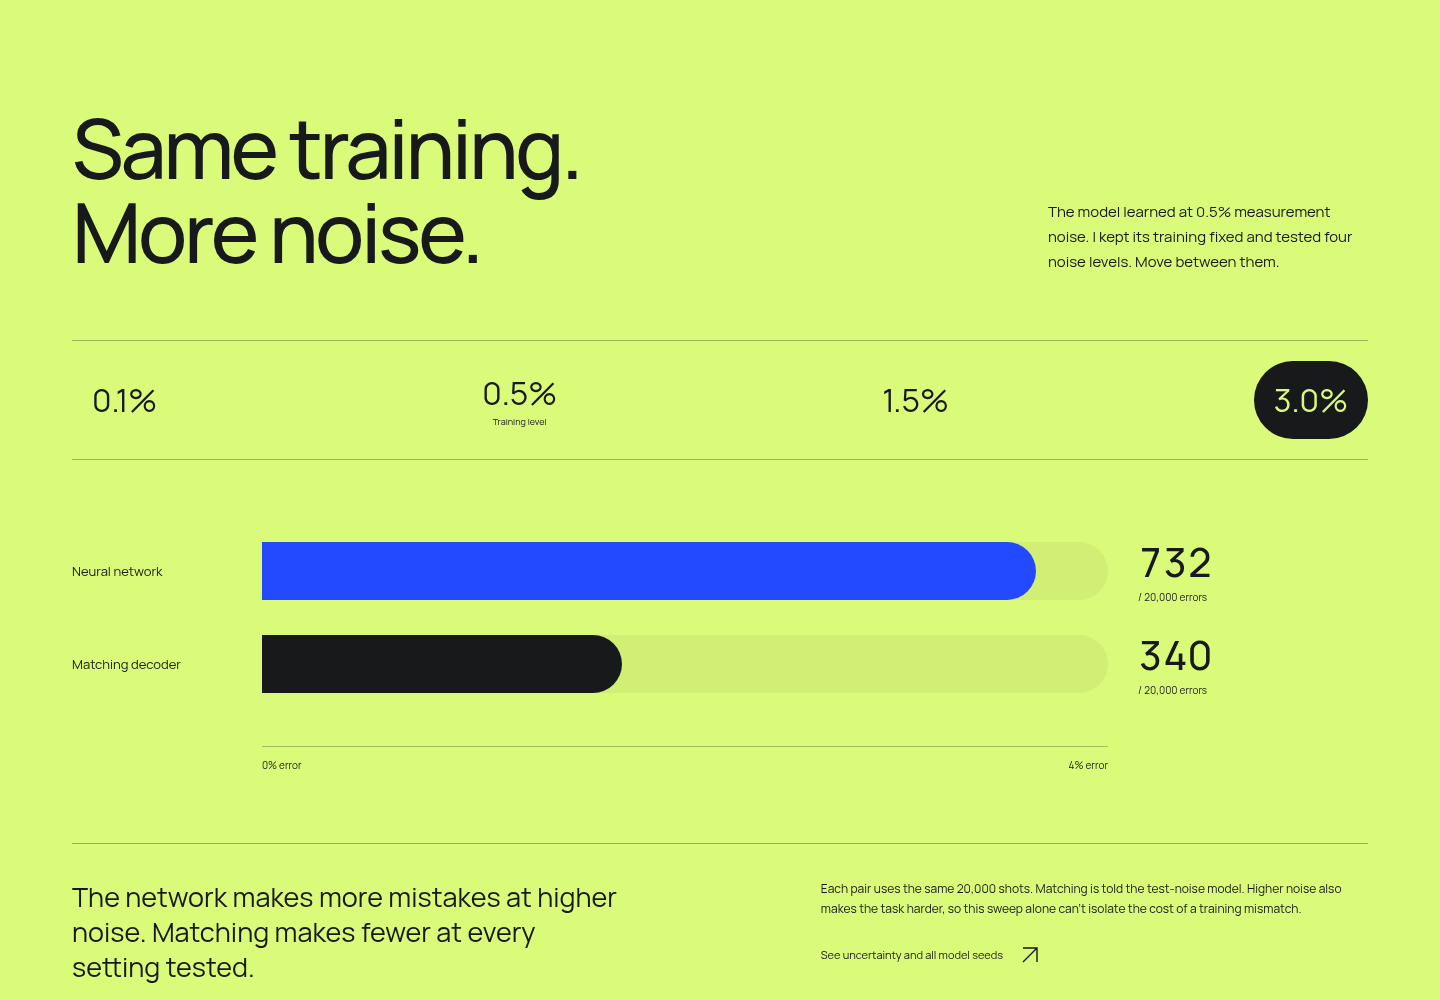 Same training.
More noise.
The model learned at 0.5% measurement
noise. I kept its training fixed and tested four
noise levels. Move between them.
0.1%
0.5%
Training level
1.5%
3.0%
Neural network
732
/ 20,000 errors
Matching decoder
340
/ 20,000 errors
0% error
4% error
The network makes more mistakes at higher
noise. Matching makes fewer at every
setting tested.
Each pair uses the same 20,000 shots. Matching is told the test-noise model. Higher noise also
makes the task harder, so this sweep alone can't isolate the cost of a training mismatch.
See uncertainty and all model seeds